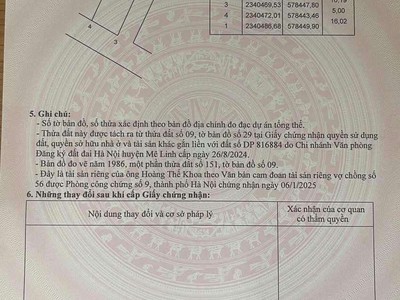 10,19
3 2340469,53 578447,80
5,00
4 2340472,01 578443,46
16,02
1 2340486,68 578449,90
4
3
5. Ghi chú:
- Số tờ bản đồ, số thửa xác định theo bản đồ địa chính đo đạc dự án tổng thể.
- Thửa đất này được tách ra từ thửa đất số 09, tờ bản đồ số 29 tại Giấy chứng nhận quyền sử dụng
đất, quyền sở hữu nhà ở và tài sản khác gắn liền với đất số DP 816884 do Chi nhánh Văn phòng
Đăng ký đất đai Hà Nội huyện Mê Linh cấp ngày 26/8/2024.
- Bản đồ đo vẽ năm 1986, một phần thửa đất số 151, tờ bản đồ số 09.
- Đây là tài sản riêng của ông Hoàng Thế Khoa theo Văn bản cam đoan tài sản riêng vợ chồng số
56 được Phòng công chứng số 9, thành phố Hà Nội chứng nhận ngày 06/1/2025
6. Những thay đổi sau khi cấp Giấy chứng nhận:
Nội dung thay đổi và cơ sở pháp lý
Xác nhận của cơ quan
có thẩm quyền